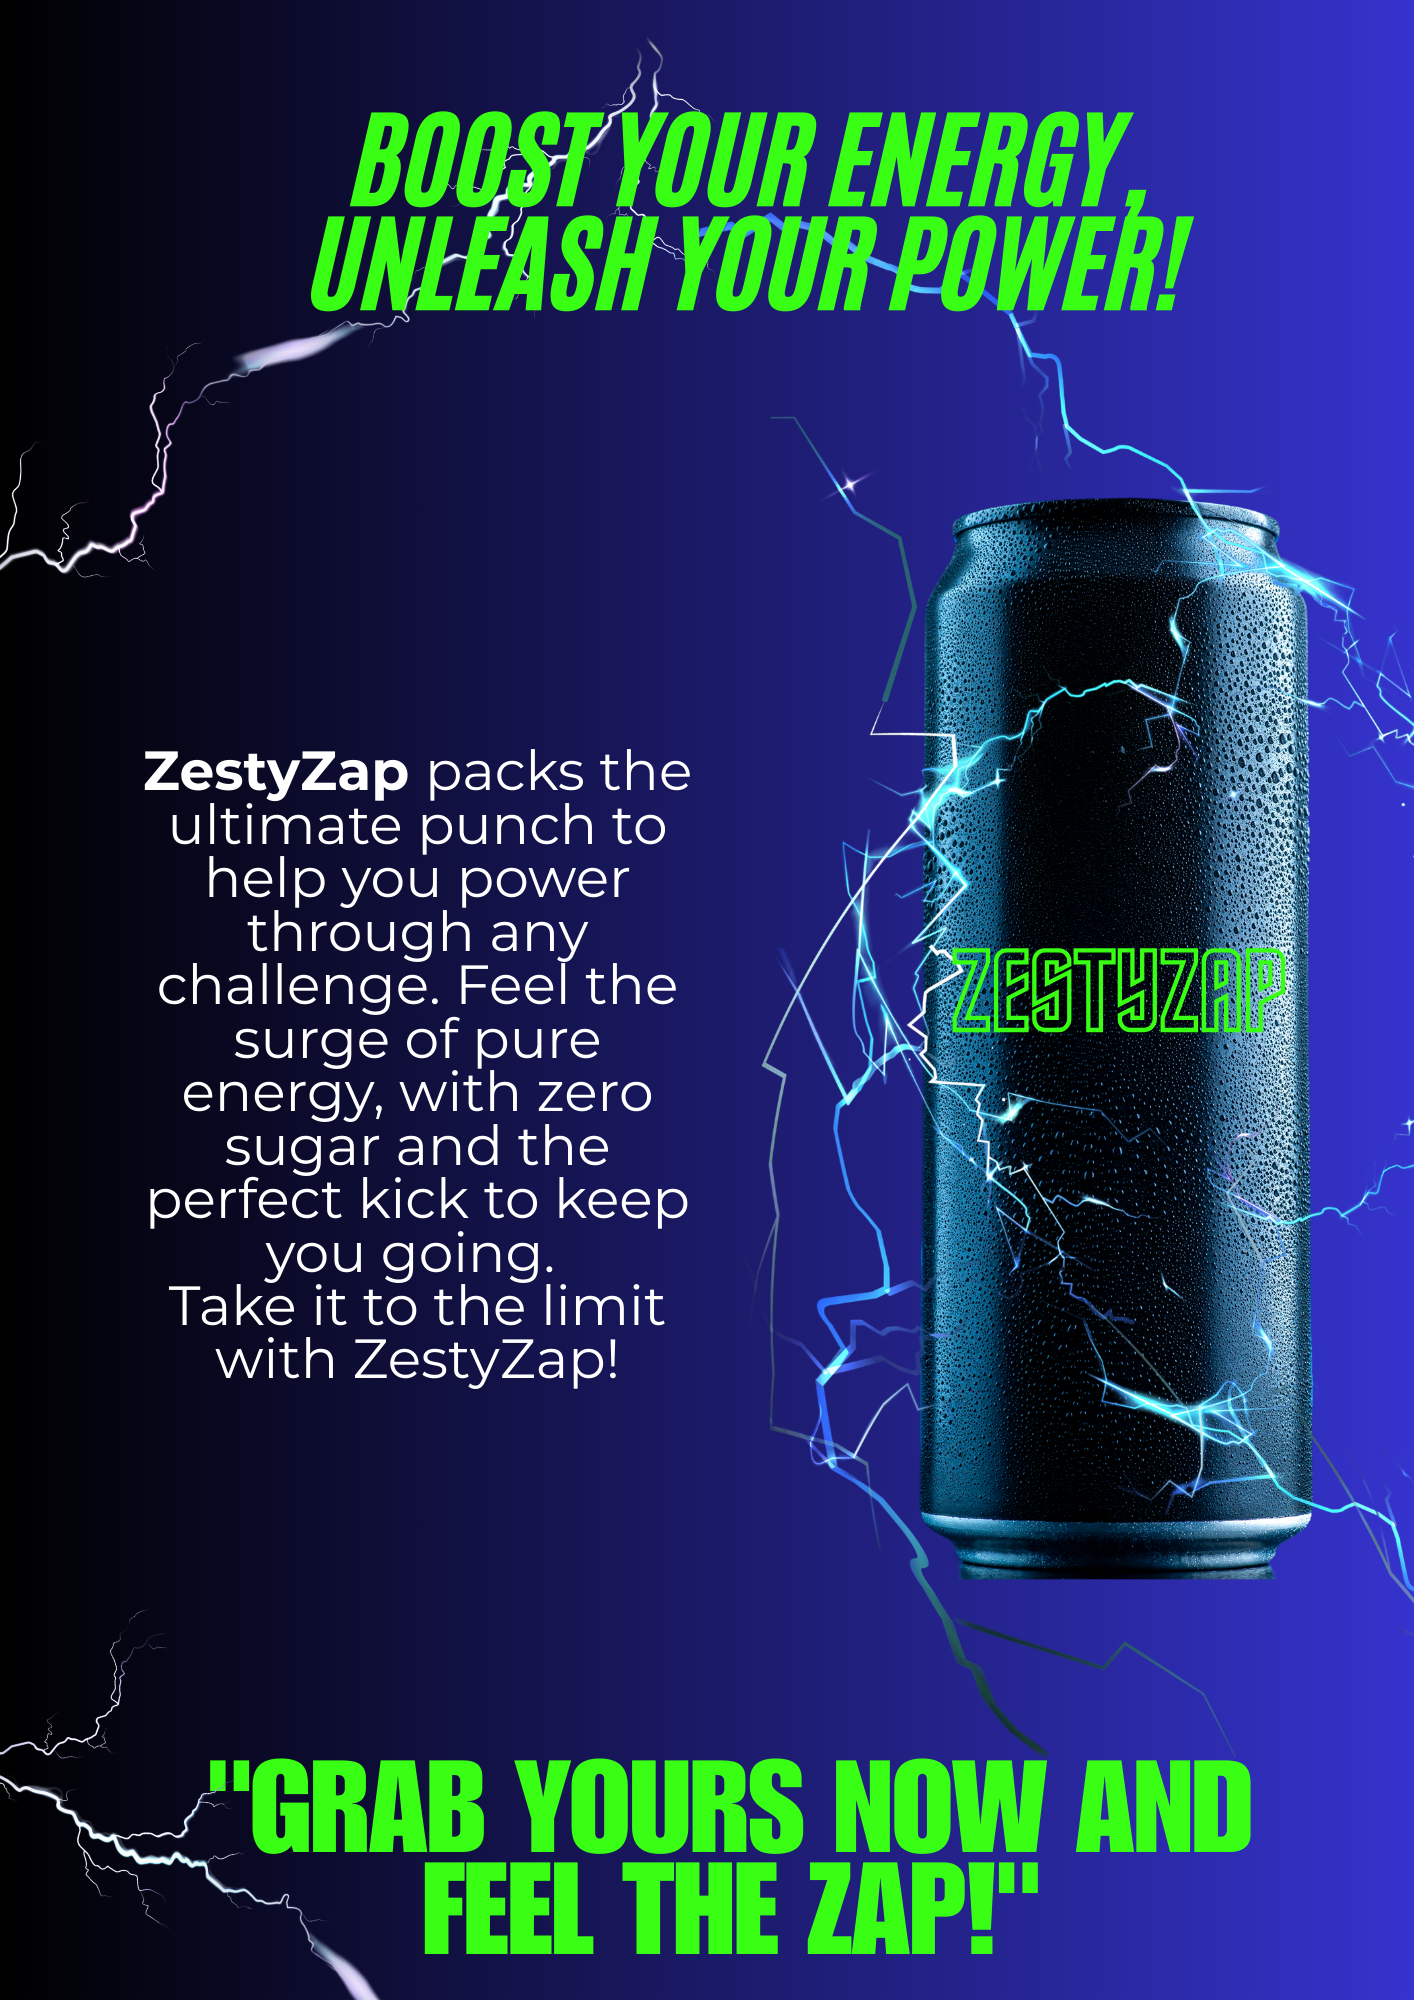 BOOST YOUR ENERGY,
UNLEASH YOUR POWER!
ZestyZap packs the
ultimate punch to
help you power
through any
challenge. Feel the
surge of pure
energy, with zero
sugar and the
perfect kick to keep
you going.
Take it to the limit
with ZestyZap!
ZESTYZAP
"GRAB YOURS NOW AND
FEEL THE ZAP!"